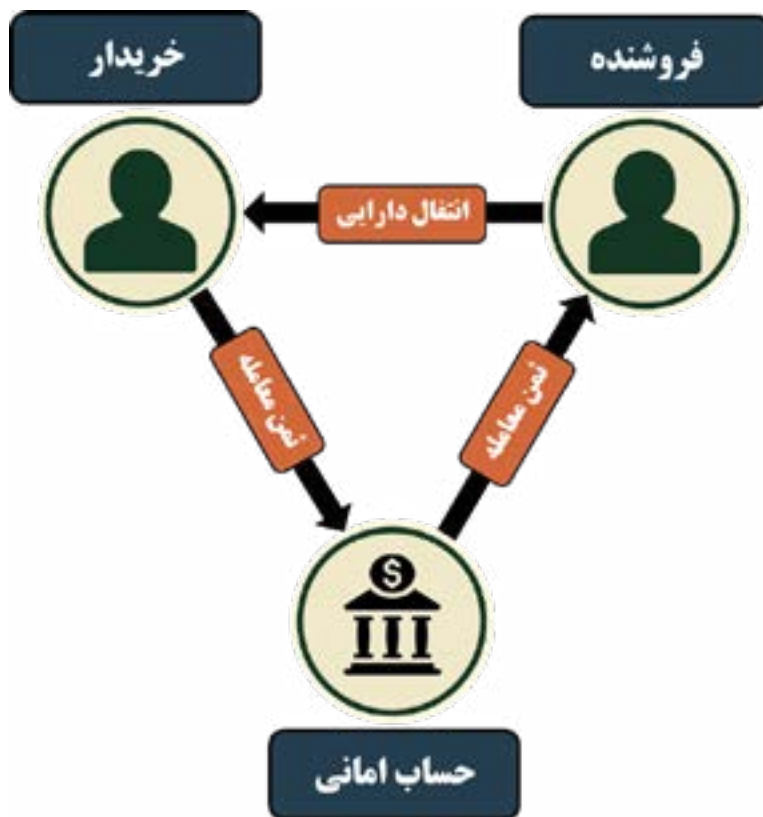 فروشنده
خریدار
انتقال دارایی
ثمن معامله
ثمن معامله
حساب امانی
$